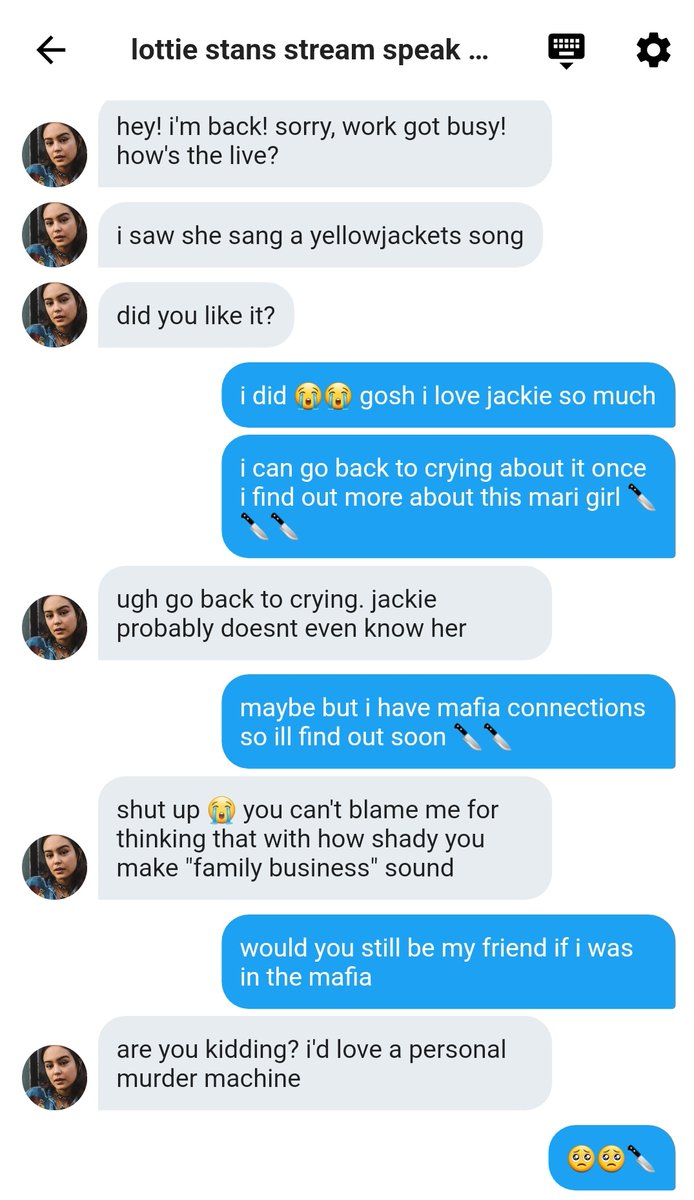 lottie stans stream speak ...
hey! i'm back! sorry, work got busy!
how's the live?
i saw she sang a yellowjackets song
did you like it?
i did 😭😭 gosh i love jackie so much
i can go back to crying about it once
i find out more about this mari girl 🔪
🔪🔪
ugh go back to crying. jackie
probably doesnt even know her
maybe but i have mafia connections
so ill find out soon 🔪🔪
shut up 😭 you can't blame me for
thinking that with how shady you
make "family business" sound
would you still be my friend if i was
in the mafia
are you kidding? i'd love a personal
murder machine
🥺🥺🔪